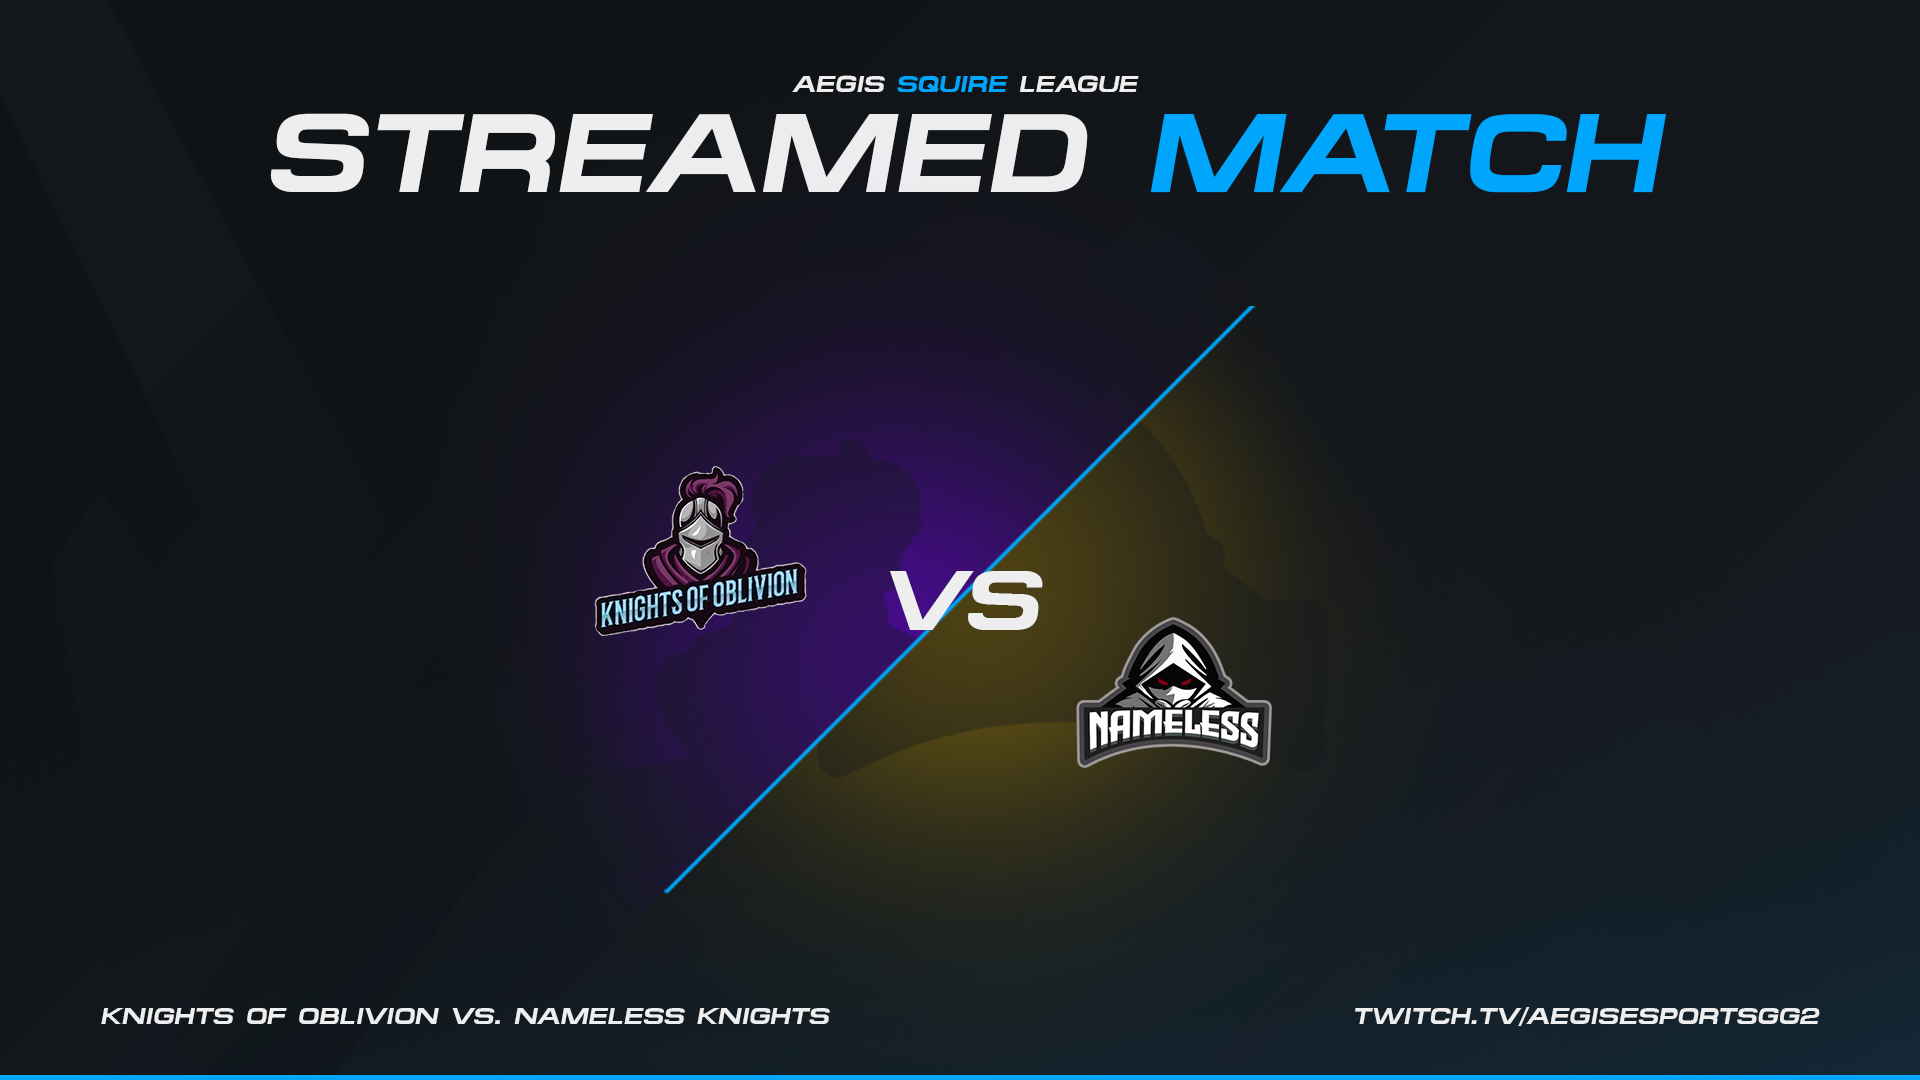 AEGIS SQUIRE LEAGUE
STREAMED MATCH
KNIGHTS OF OBLIVION
VS
NAMELESS
KNIGHTS OF OBLIVION VS. NAMELESS KNIGHTS
TWITCH.TV/AEGISESPORTSGG2